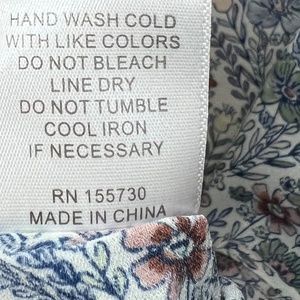 HAND WASH COLD
WITH LIKE COLORS
DO NOT BLEACH
LINE DRY
DO NOT TUMBLE
COOL IRON
IF NECESSARY
RN 155730
MADE IN CHINA